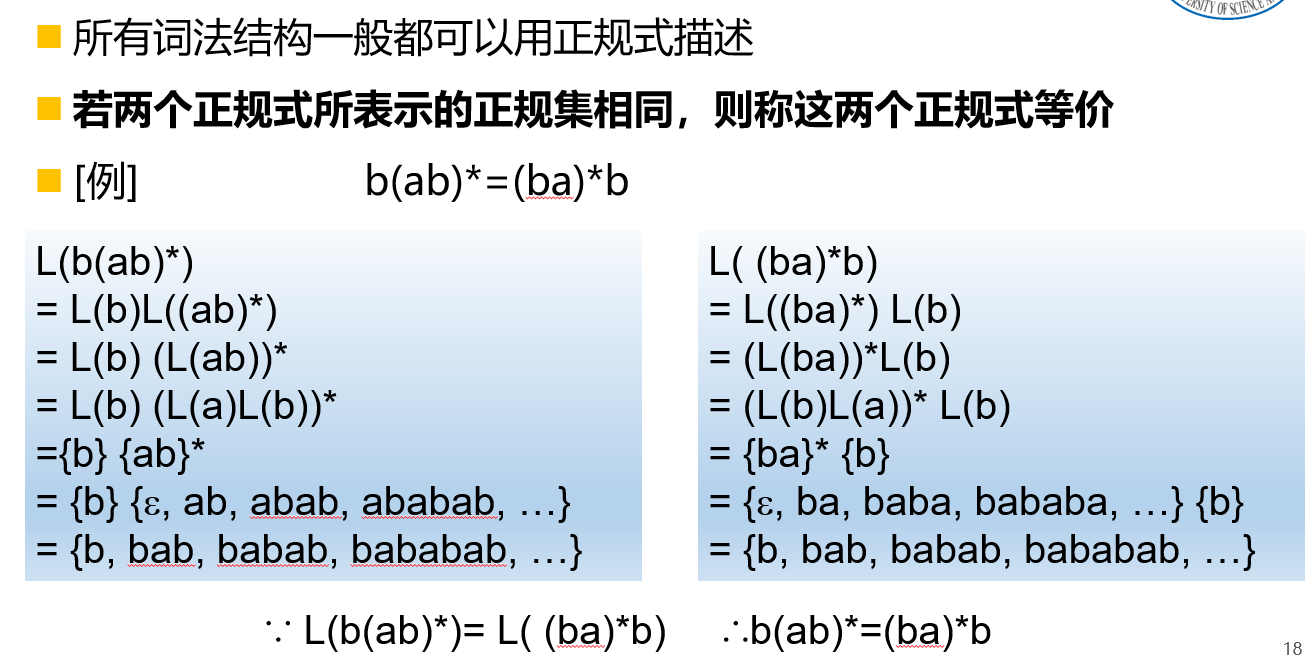 UNIVERSITY OF SCIENCE A
所有词法结构一般都可以用正规式描述
若两个正规式所表示的正规集相同，则称这两个正规式等价
[例] b(ab)*=(ba)*b
L(b(ab)*)
= L(b)L((ab)*)
= L(b) (L(ab))*
= L(b) (L(a)L(b))*
={b} {ab}*
= {b} {ε, ab, abab, ababab, …}
= {b, bab, babab, bababab, …}
L( (ba)*b)
= L((ba)*) L(b)
= (L(ba))*L(b)
= (L(b)L(a))* L(b)
= {ba}* {b}
= {ε, ba, baba, bababa, …} {b}
= {b, bab, babab, bababab, …}
∵ L(b(ab)*)= L( (ba)*b) ∴b(ab)*=(ba)*b
18